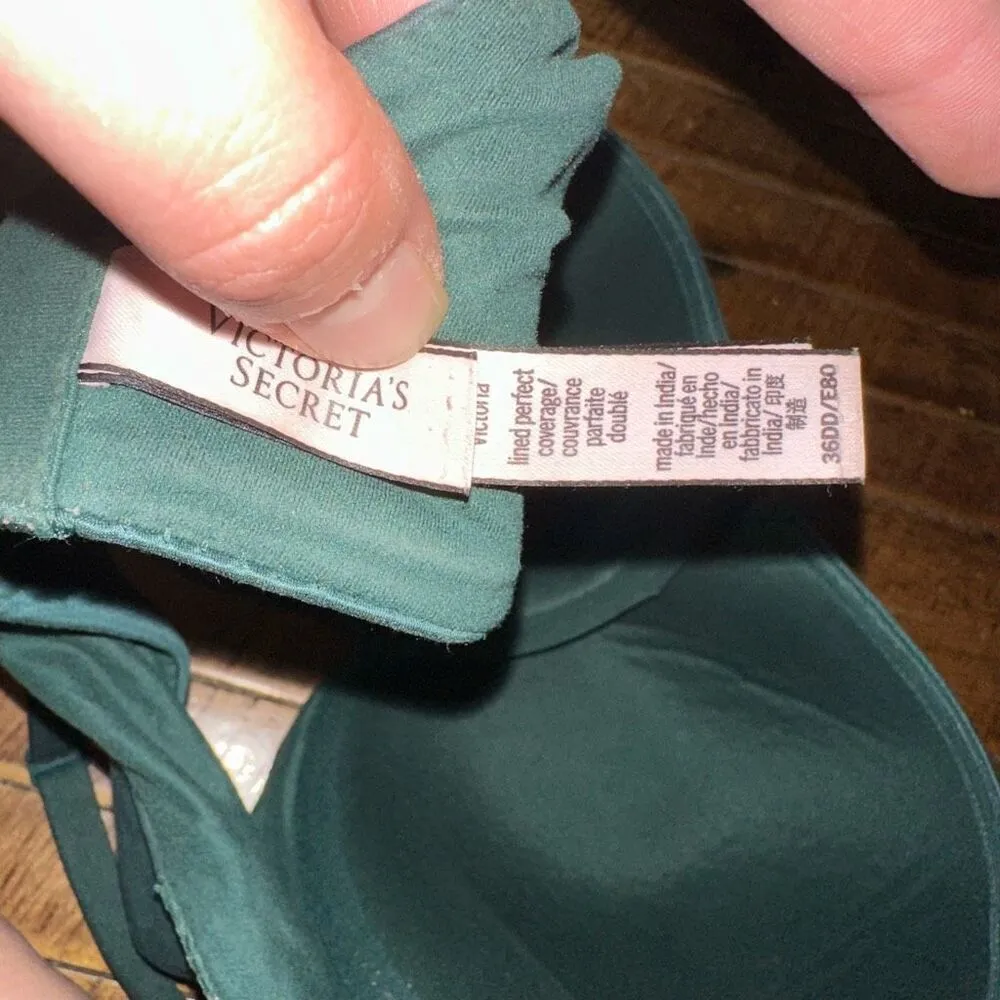 VICTORIA'S
SECRET
victoria
lined perfect
coverage/
couvrance
parfaite
doublé
made in India/
fabriqué en
Inde/hecho
en India/
fabbricato in
India/ 印度
制造
36DD/E80